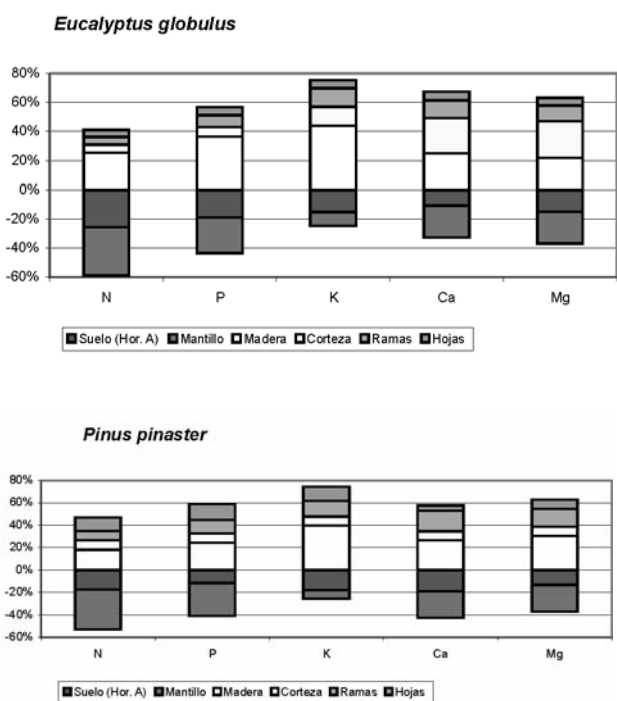 Eucalyptus globulus
80%
60%
40%
20%
0%
-20%
-40%
-60%
N P K Ca Mg
Suelo (Hor. A) Mantillo Madera Corteza Ramas Hojas
Pinus pinaster
80%
60%
40%
20%
0%
-20%
-40%
-60%
N P K Ca Mg
Suelo (Hor. A) Mantillo Madera Corteza Ramas Hojas